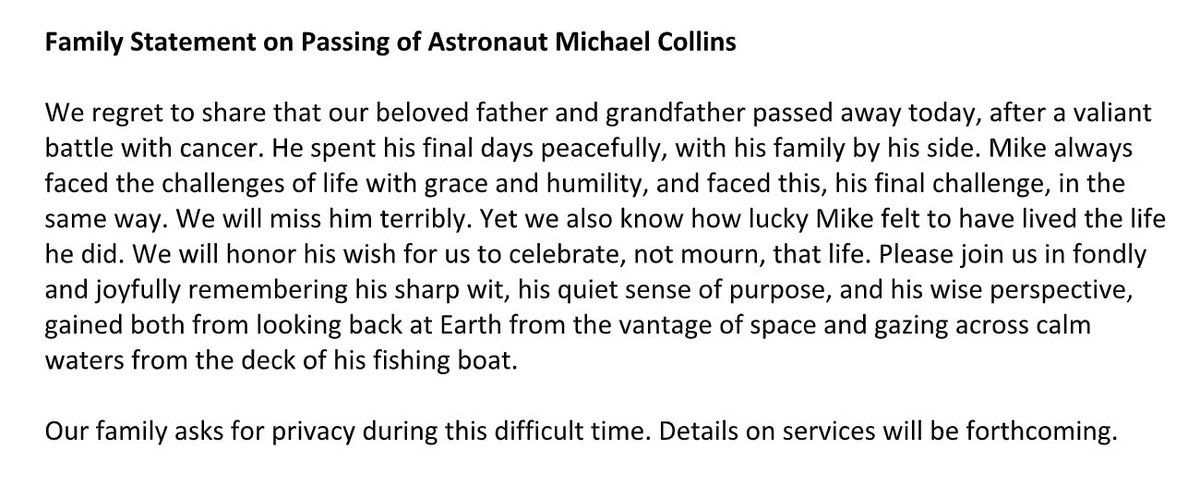 Family Statement on Passing of Astronaut Michael Collins
We regret to share that our beloved father and grandfather passed away today, after a valiant
battle with cancer. He spent his final days peacefully, with his family by his side. Mike always
faced the challenges of life with grace and humility, and faced this, his final challenge, in the
same way. We will miss him terribly. Yet we also know how lucky Mike felt to have lived the life
he did. We will honor his wish for us to celebrate, not mourn, that life. Please join us in fondly
and joyfully remembering his sharp wit, his quiet sense of purpose, and his wise perspective,
gained both from looking back at Earth from the vantage of space and gazing across calm
waters from the deck of his fishing boat.
Our family asks for privacy during this difficult time. Details on services will be forthcoming.